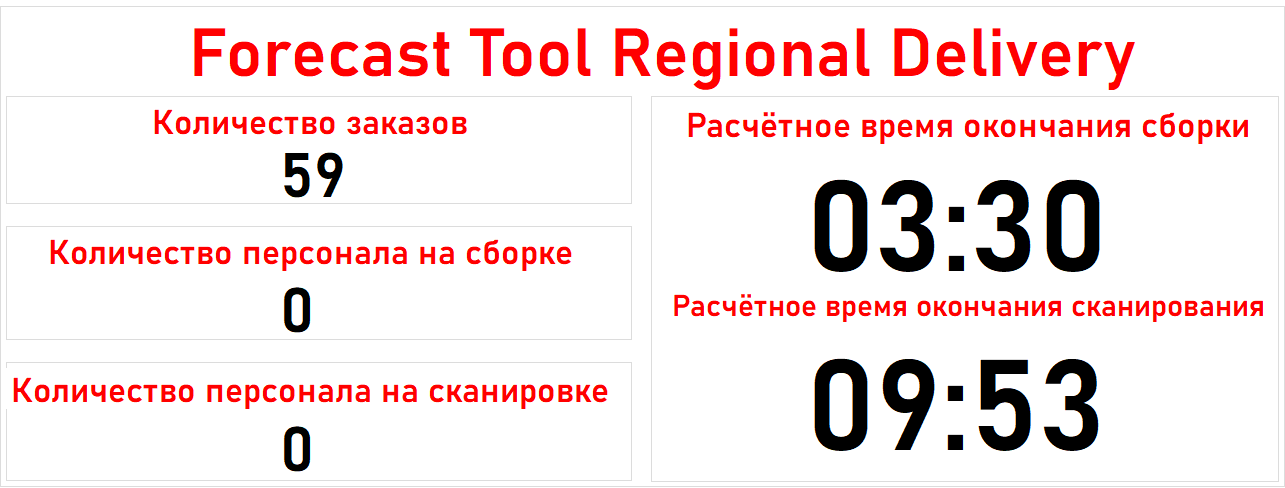 Forecast Tool Regional Delivery
Количество заказов
59
Количество персонала на сборке
0
Количество персонала на сканировке
0
Расчётное время окончания сборки
03:30
Расчётное время окончания сканирования
09:53